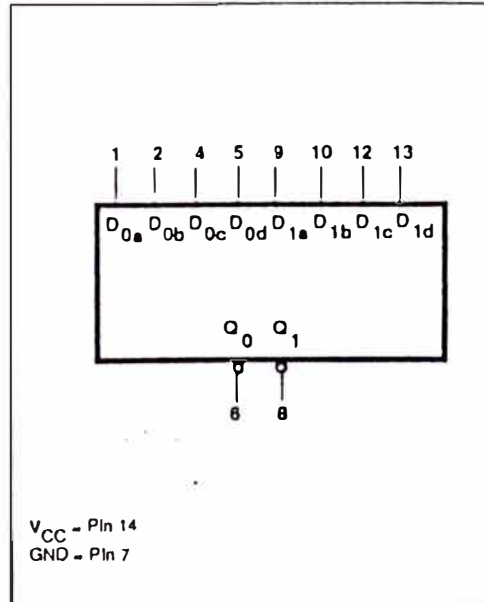 1 2 4 5 9 10 12 13
D0a D0b D0c D0d D1a D1b D1c D1d
Q0 Q1
6 8
VCC = Pin 14
GND = Pin 7